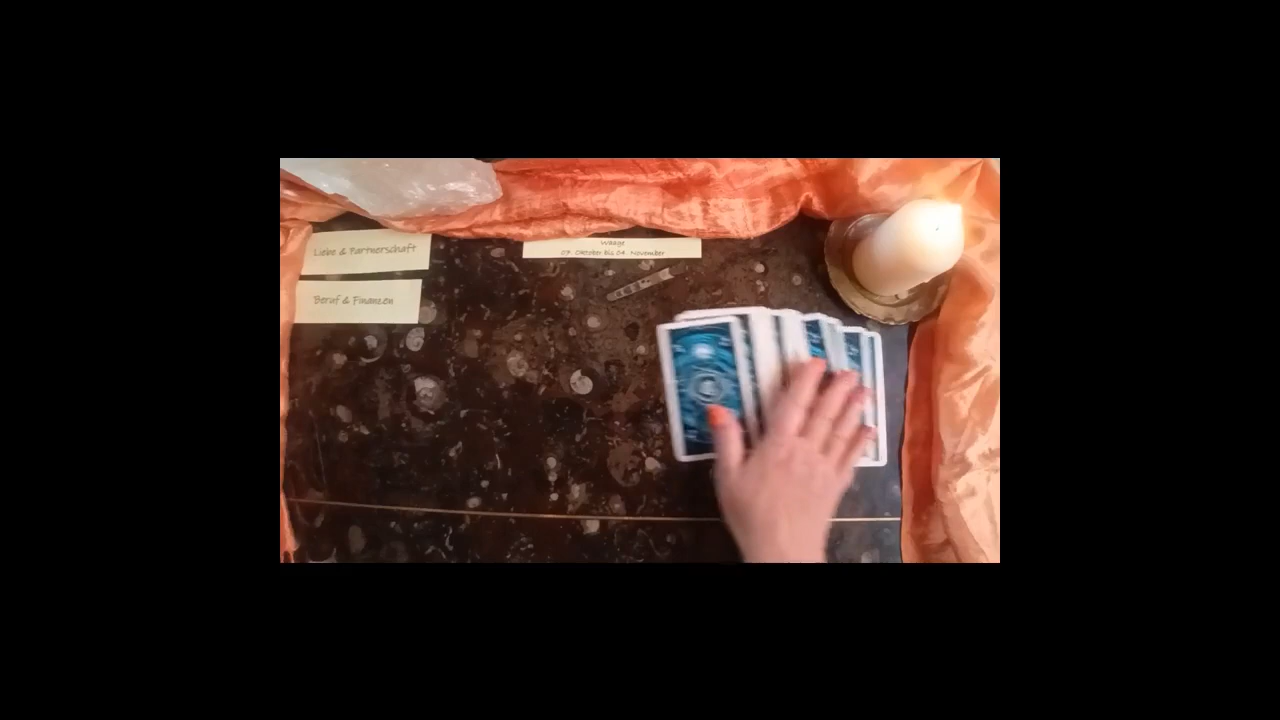 Liebe & Partnerschaft
Beruf & Finanzen
Waage
07. Oktober bis 04. November